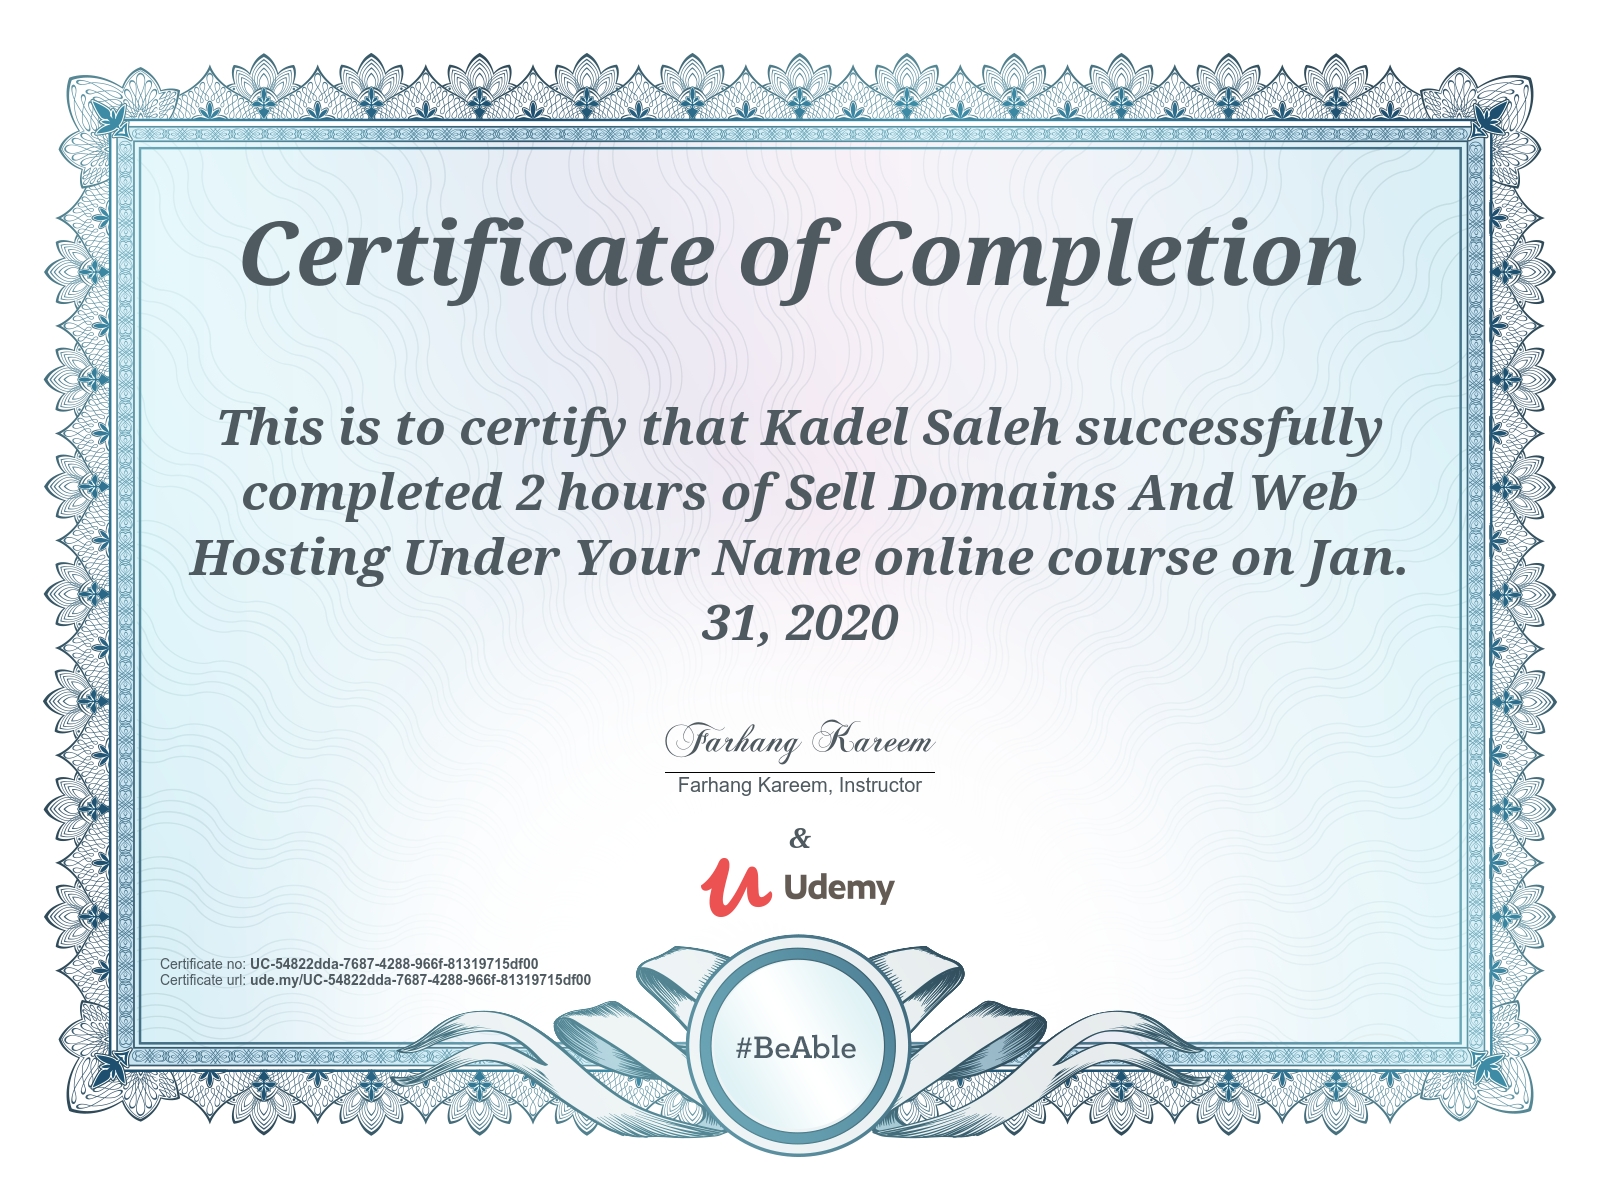 Certificate of Completion
This is to certify that Kadel Saleh successfully
completed 2 hours of Sell Domains And Web
Hosting Under Your Name online course on Jan.
31, 2020
Farhang Kareem
Farhang Kareem, Instructor
&
Udemy
Certificate no: UC-54822dda-7687-4288-966f-81319715df00
Certificate url: ude.my/UC-54822dda-7687-4288-966f-81319715df00
#BeAble